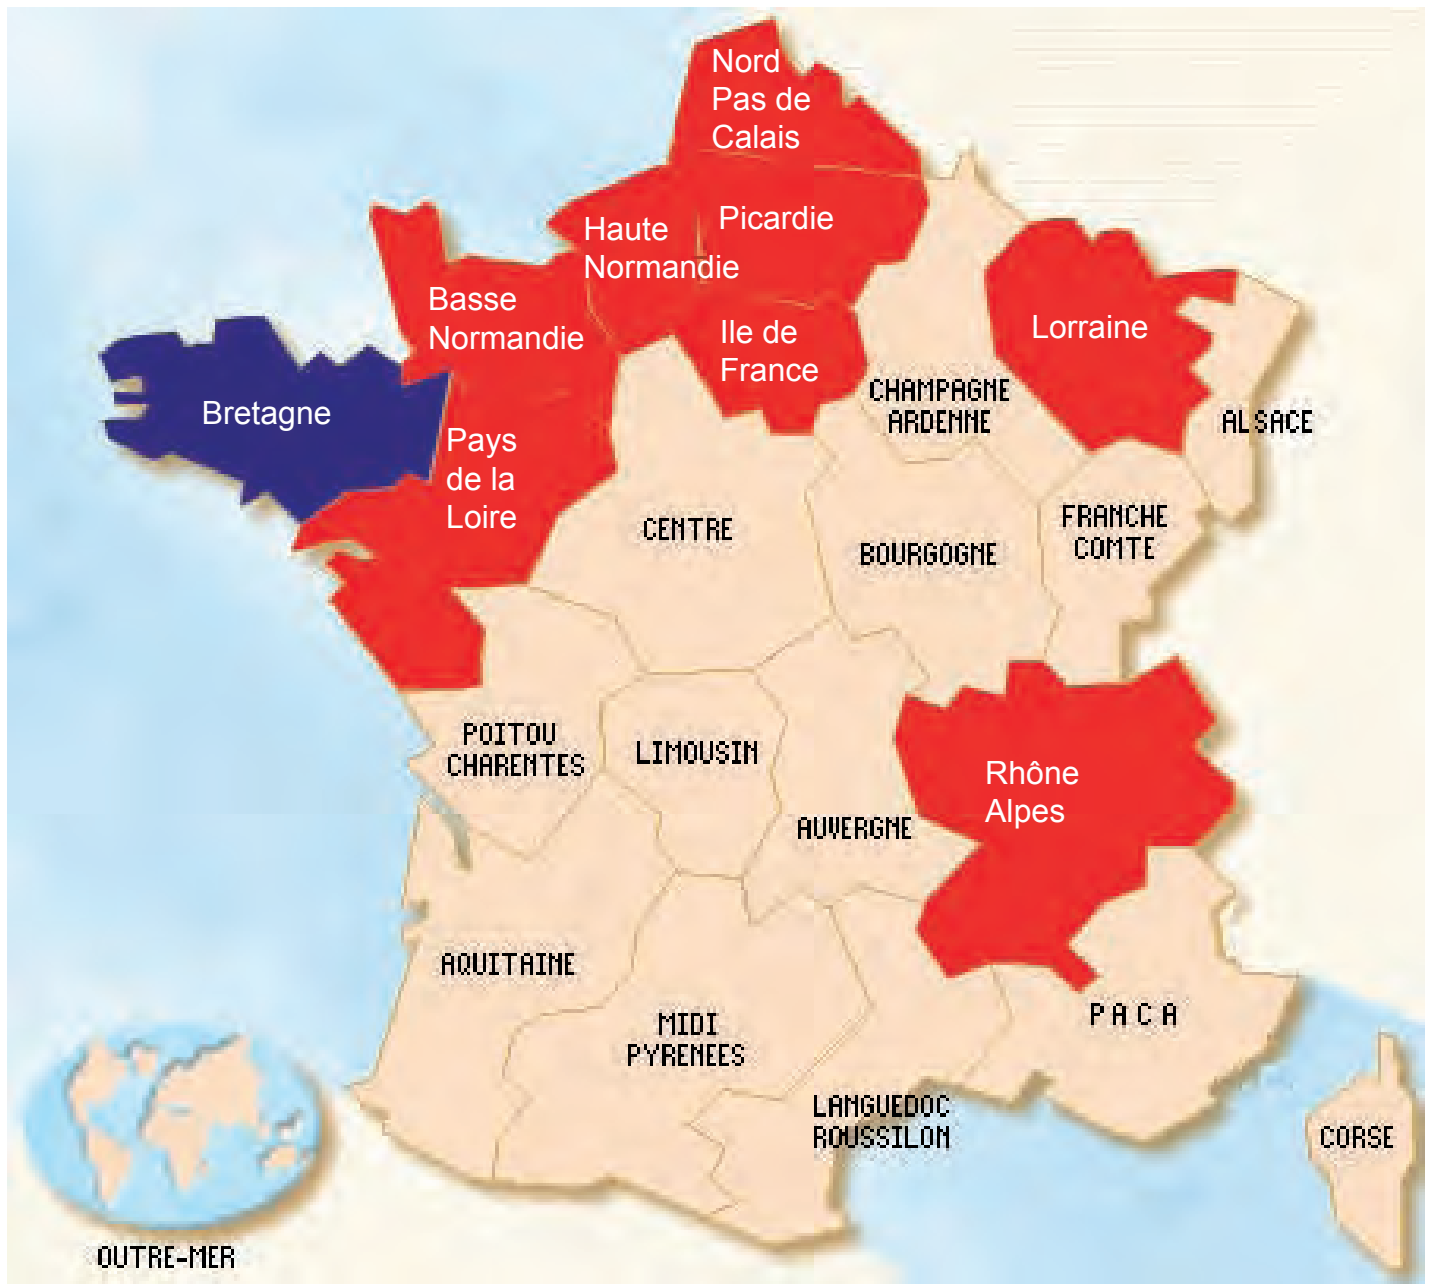 Nord
Pas de
Calais
Haute
Normandie
Picardie
Basse
Normandie
Ile de
France
Lorraine
CHAMPAGNE
ARDENNE
ALSACE
Bretagne
Pays
de la
Loire
CENTRE
BOURGOGNE
FRANCHE
COMTE
POITOU
CHARENTES
LIMOUSIN
AUVERGNE
Rhône
Alpes
AQUITAINE
MIDI
PYRENEES
PACA
LANGUEDOC
ROUSSILON
CORSE
OUTRE-MER